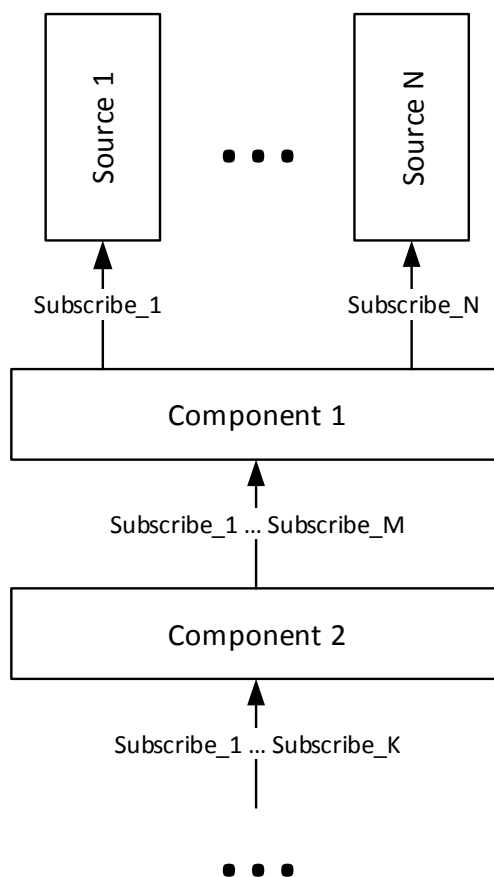 Source 1
Source N
Subscribe_1
Subscribe_N
Component 1
Subscribe_1 ... Subscribe_M
Component 2
Subscribe_1 ... Subscribe_K